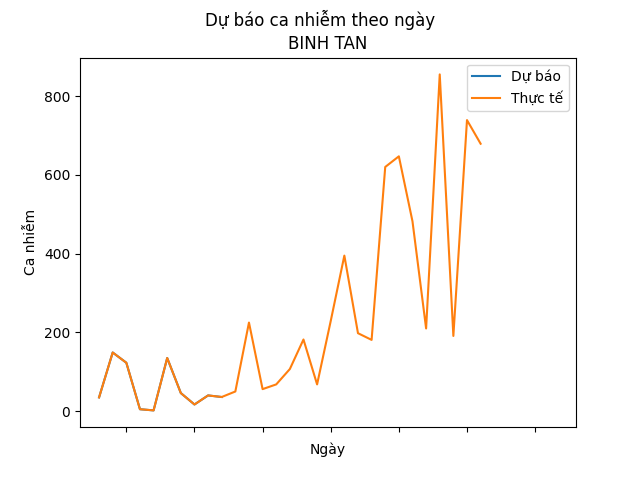 Dự báo ca nhiễm theo ngày
BINH TAN
Dự báo
Thực tế
800
600
400
200
0
Ca nhiễm
Ngày